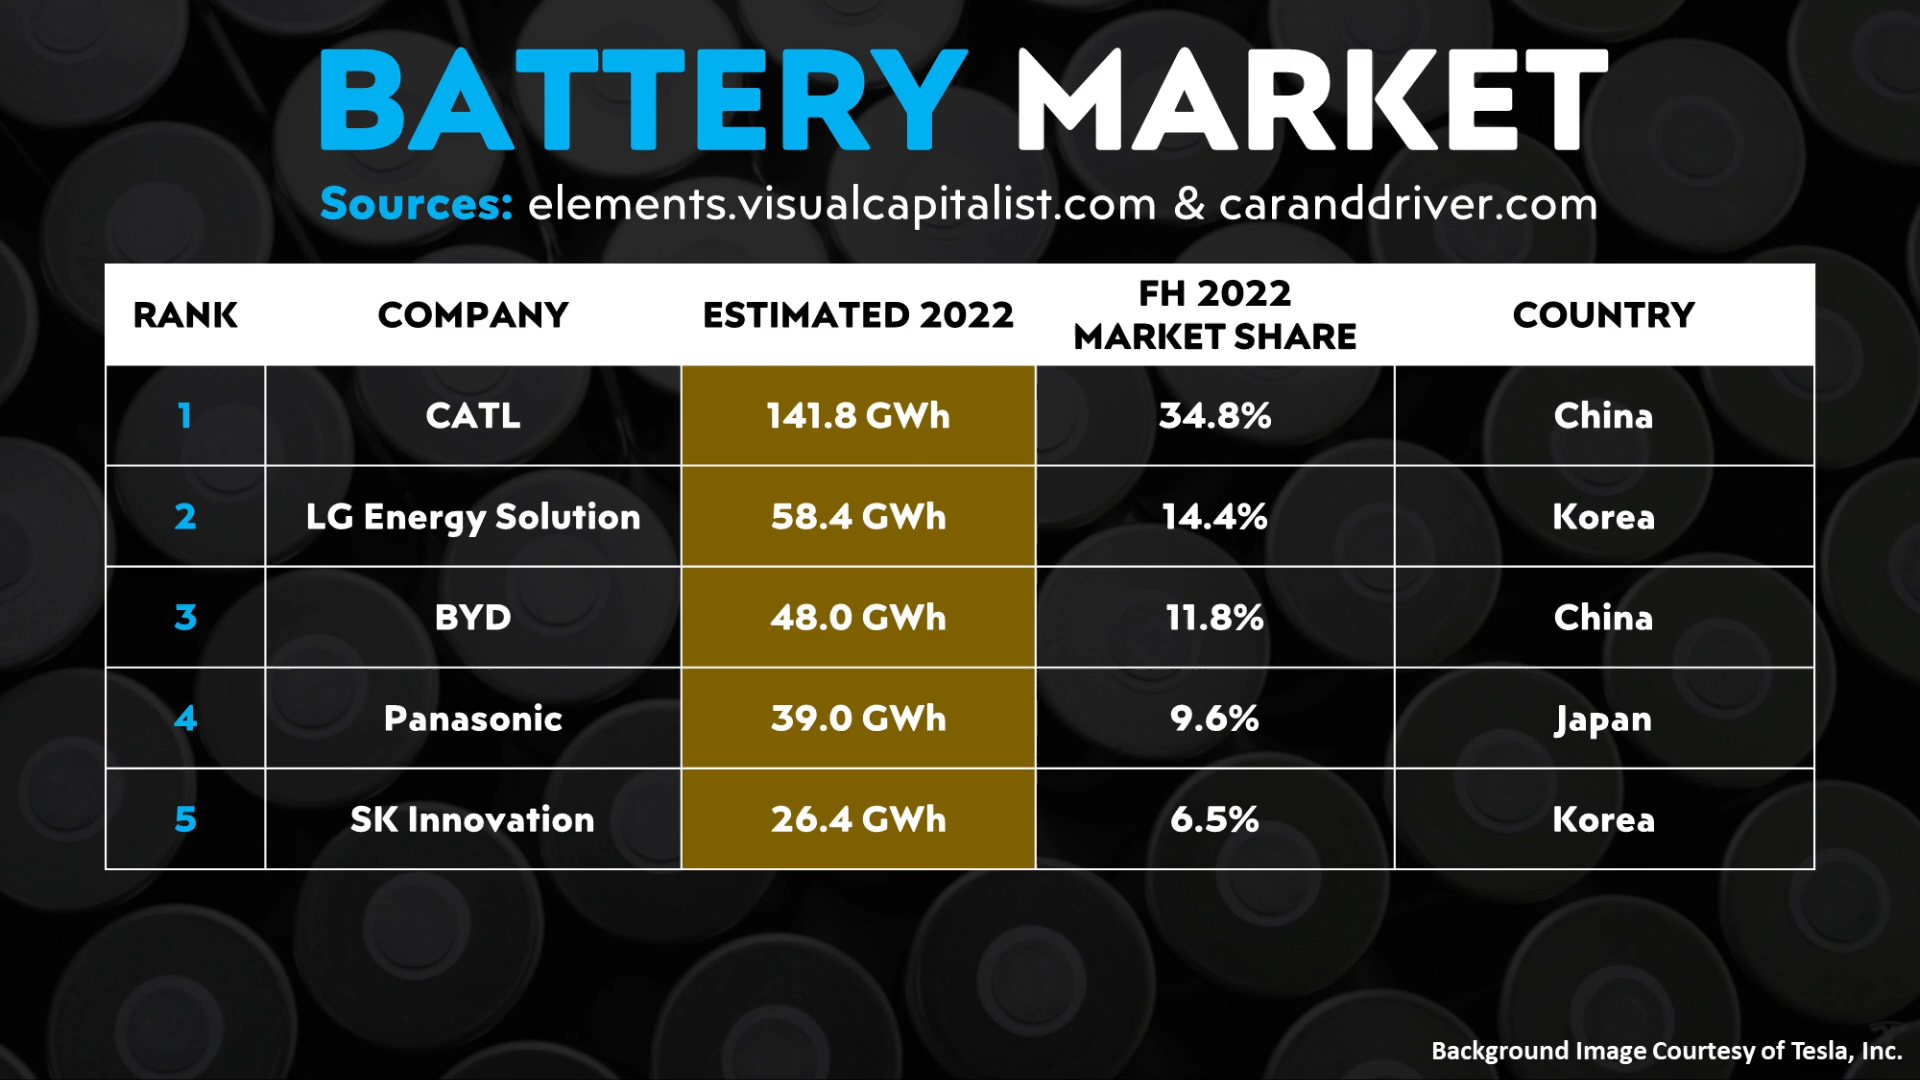 BATTERY MARKET
Sources: elements.visualcapitalist.com & caranddriver.com
RANK COMPANY ESTIMATED 2022 FH 2022 MARKET SHARE COUNTRY
1 CATL 141.8 GWh 34.8% China
2 LG Energy Solution 58.4 GWh 14.4% Korea
3 BYD 48.0 GWh 11.8% China
4 Panasonic 39.0 GWh 9.6% Japan
5 SK Innovation 26.4 GWh 6.5% Korea
Background Image Courtesy of Tesla, Inc.